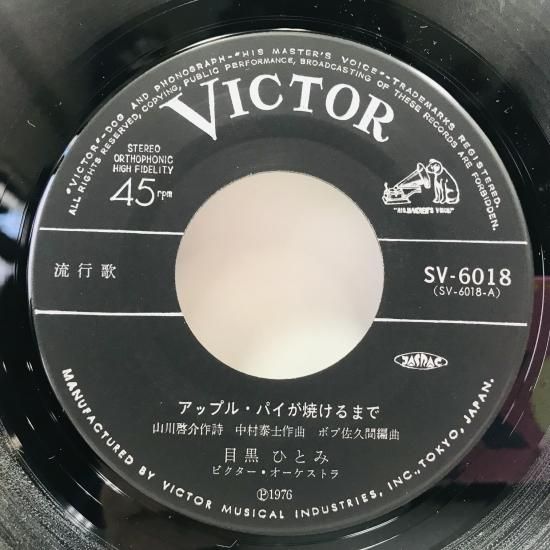 "VICTOR"-DOG AND PHONOGRAPH-"HIS MASTER'S VOICE"-TRADEMARKS REGISTERED.
ALL RIGHTS RESERVED, COPYING, PUBLIC PERFORMANCE, BROADCASTING OF THESE RECORDS ARE FORBIDDEN.
VICTOR
STEREO
ORTHOPHONIC
HIGH FIDELITY
45 rpm
"HIS MASTER'S VOICE"
流行歌
SV-6018
(SV-6018-A)
JASRAC
アップル・パイが焼けるまで
山川啓介作詩 中村泰士作曲 ボブ佐久間編曲
目黒 ひとみ
ビクター・オーケストラ
Ⓟ1976
MANUFACTURED BY VICTOR MUSICAL INDUSTRIES, INC., TOKYO, JAPAN.